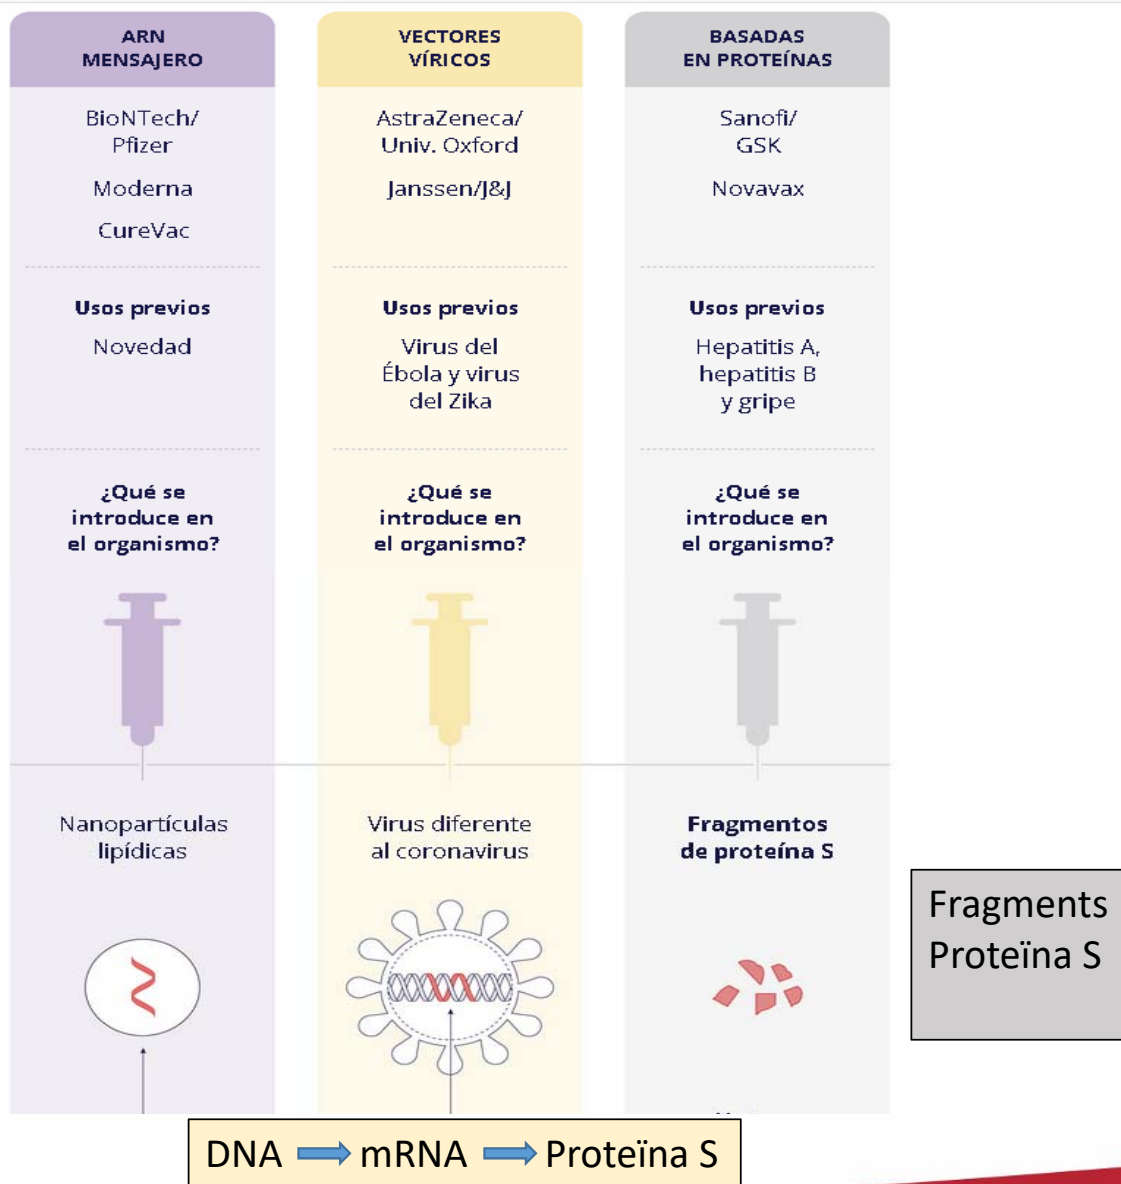 ARN
MENSAJERO
BioNTech/
Pfizer
Moderna
CureVac
Usos previos
Novedad
¿Qué se
introduce en
el organismo?
Nanopartículas
lipídicas
VECTORES
VÍRICOS
AstraZeneca/
Univ. Oxford
Janssen/J&J
Usos previos
Virus del
Ébola y virus
del Zika
¿Qué se
introduce en
el organismo?
Virus diferente
al coronavirus
BASADAS
EN PROTEÍNAS
Sanofi/
GSK
Novavax
Usos previos
Hepatitis A,
hepatitis B
y gripe
¿Qué se
introduce en
el organismo?
Fragmentos
de proteína S
Fragments
Proteïna S
DNA mRNA Proteïna S